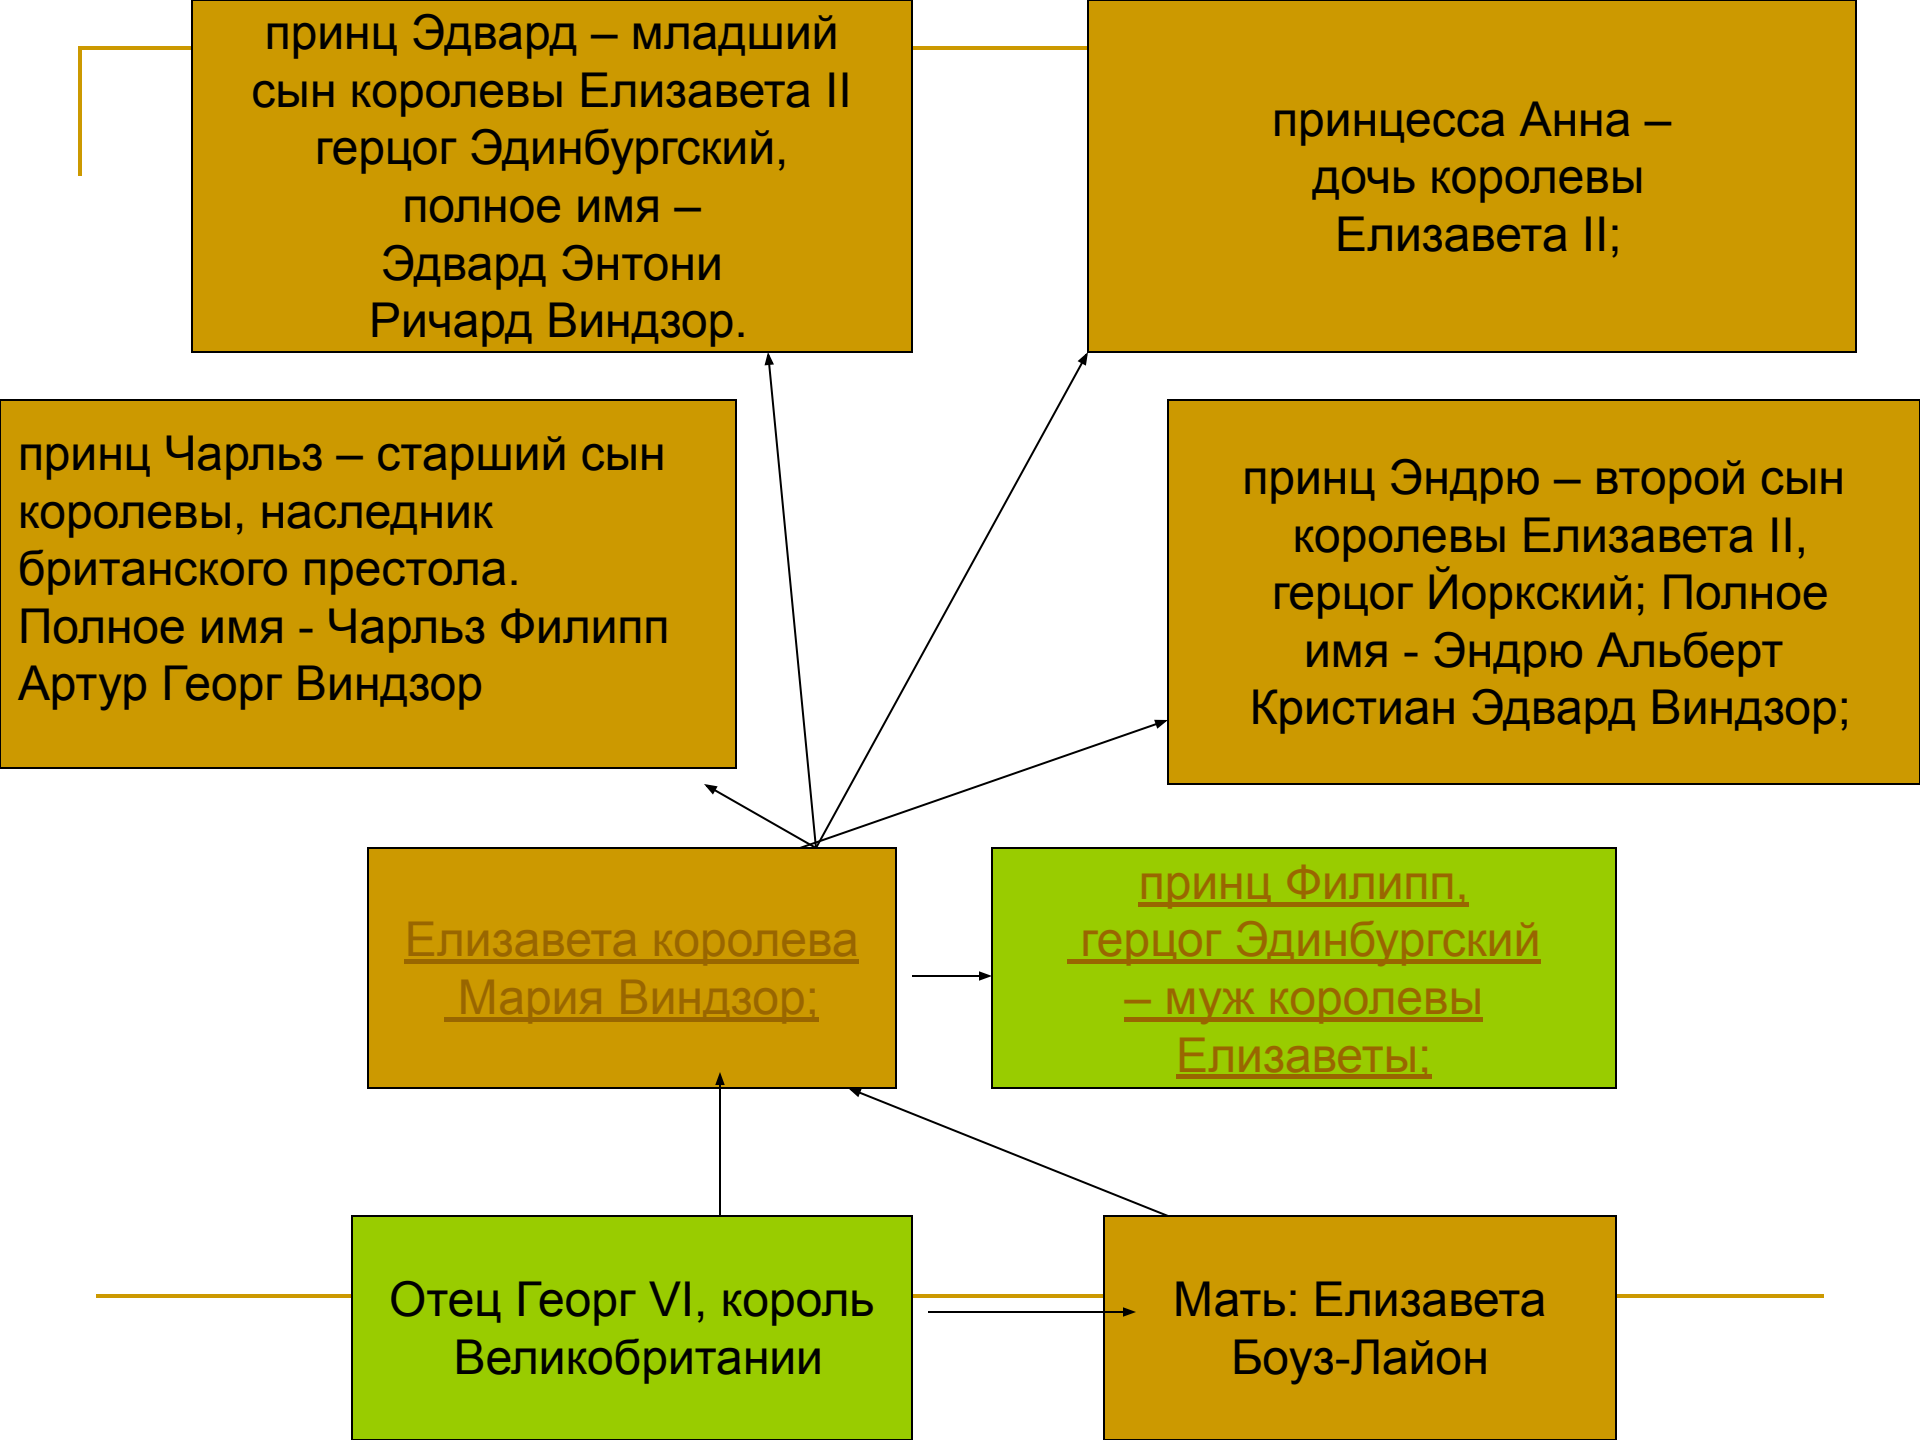 принц Эдвард – младший
сын королевы Елизавета II
герцог Эдинбургский,
полное имя –
Эдвард Энтони
Ричард Виндзор.
принцесса Анна –
дочь королевы
Елизавета II;
принц Чарльз – старший сын
королевы, наследник
британского престола.
Полное имя - Чарльз Филипп
Артур Георг Виндзор
принц Эндрю – второй сын
королевы Елизавета II,
герцог Йоркский; Полное
имя - Эндрю Альберт
Кристиан Эдвард Виндзор;
Елизавета королева
Мария Виндзор;
принц Филипп,
герцог Эдинбургский
– муж королевы
Елизаветы;
Отец Георг VI, король
Великобритании
Мать: Елизавета
Боуз-Лайон